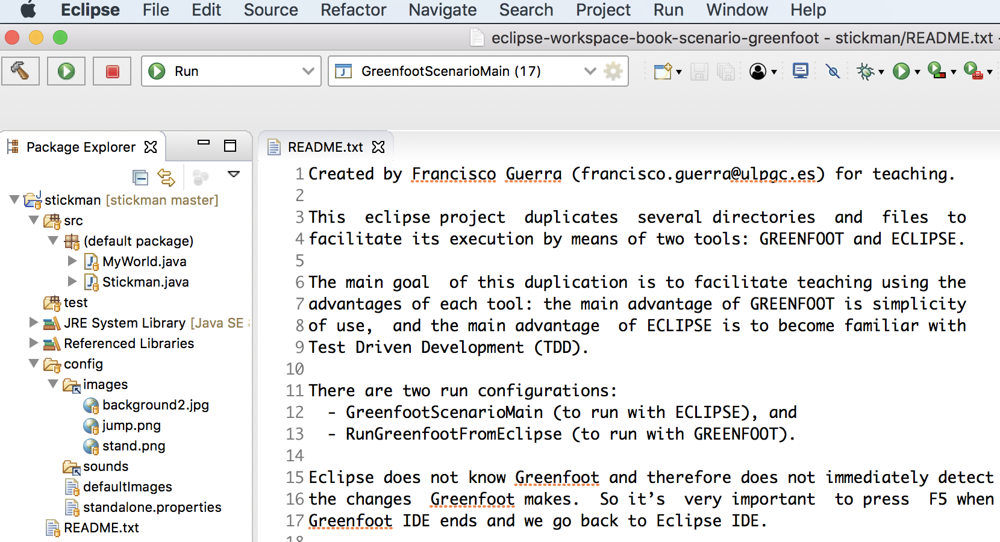 Eclipse File Edit Source Refactor Navigate Search Project Run Window Help
eclipse-workspace-book-scenario-greenfoot - stickman/README.txt -
Run
GreenfootScenarioMain (17)
Package Explorer
stickman [stickman master]
src
(default package)
MyWorld.java
Stickman.java
test
JRE System Library [Java SE
Referenced Libraries
config
images
background2.jpg
jump.png
stand.png
sounds
defaultImages
standalone.properties
README.txt
README.txt
1 Created by Francisco Guerra (francisco.guerra@ulpgc.es) for teaching.
2
3 This eclipse project duplicates several directories and files to
4 facilitate its execution by means of two tools: GREENFOOT and ECLIPSE.
5
6 The main goal of this duplication is to facilitate teaching using the
7 advantages of each tool: the main advantage of GREENFOOT is simplicity
8 of use, and the main advantage of ECLIPSE is to become familiar with
9 Test Driven Development (TDD).
10
11 There are two run configurations:
12 - GreenfootScenarioMain (to run with ECLIPSE), and
13 - RunGreenfootFromEclipse (to run with GREENFOOT).
14
15 Eclipse does not know Greenfoot and therefore does not immediately detect
16 the changes Greenfoot makes. So it’s very important to press F5 when
17 Greenfoot IDE ends and we go back to Eclipse IDE.
18